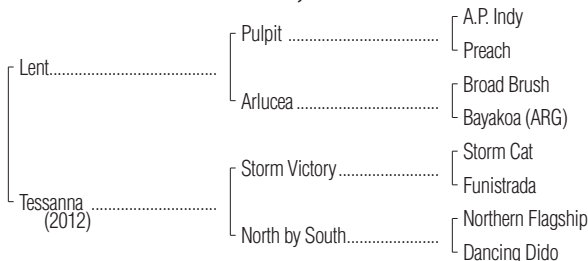 Lent
Pulpit
A.P. Indy
Preach
Arlucea
Broad Brush
Bayakoa (ARG)
Tessanna
(2012)
Storm Victory
Storm Cat
Funistrada
North by South
Northern Flagship
Dancing Dido